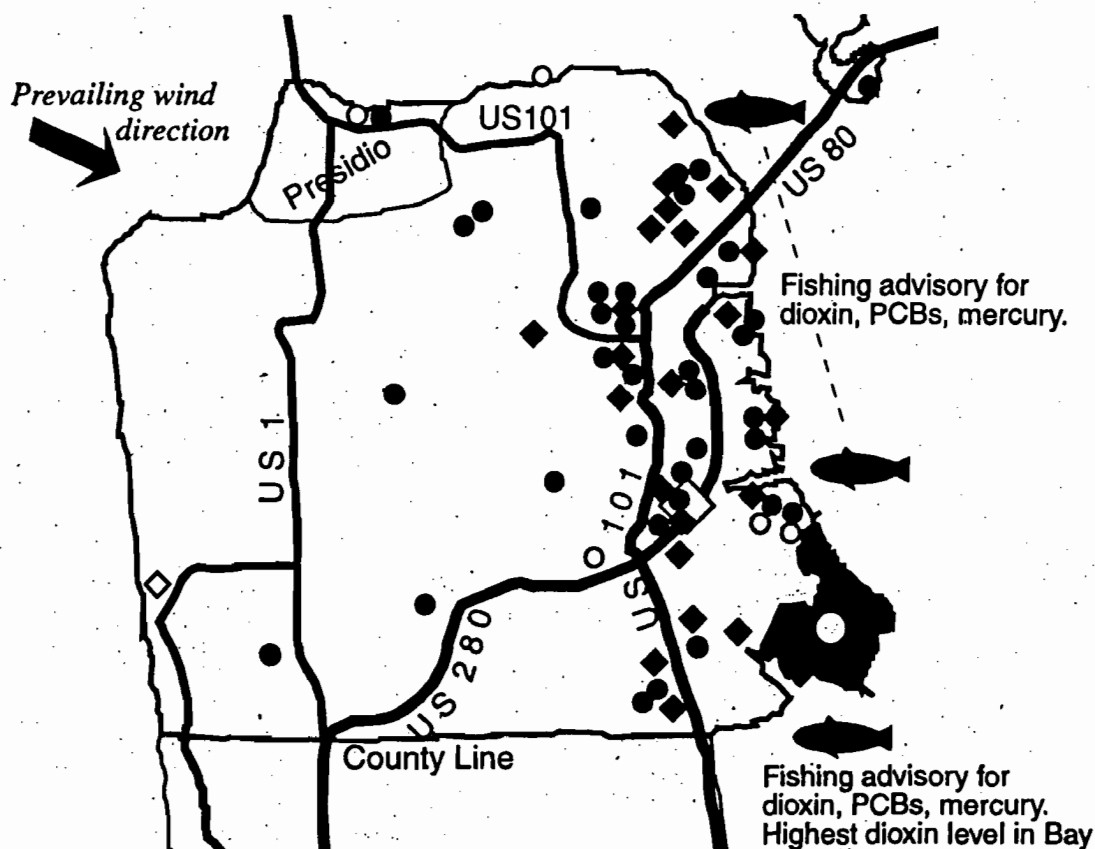 Prevailing wind
direction
US101
Presidio
US 80
Fishing advisory for
dioxin, PCBs, mercury.
US 1
US 101
US 280
County Line
Fishing advisory for
dioxin, PCBs, mercury.
Highest dioxin level in Bay